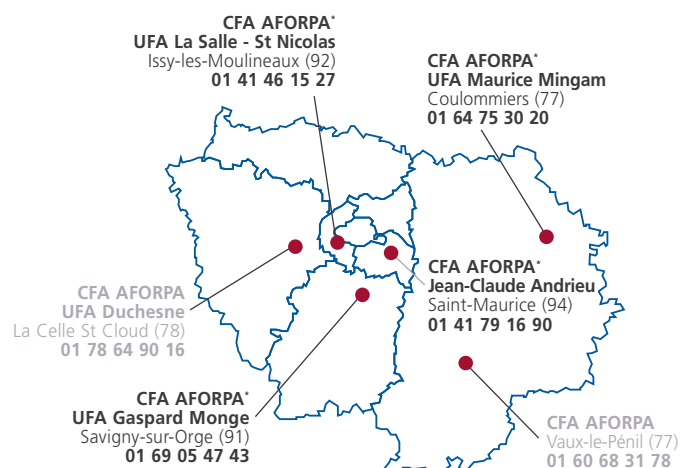 CFA AFORPA*
UFA La Salle - St Nicolas
Issy-les-Moulineaux (92)
01 41 46 15 27
CFA AFORPA*
UFA Maurice Mingam
Coulommiers (77)
01 64 75 30 20
CFA AFORPA*
Jean-Claude Andrieu
Saint-Maurice (94)
01 41 79 16 90
CFA AFORPA
UFA Duchesne
La Celle St Cloud (78)
01 78 64 90 16
CFA AFORPA*
UFA Gaspard Monge
Savigny-sur-Orge (91)
01 69 05 47 43
CFA AFORPA
Vaux-le-Pénil (77)
01 60 68 31 78